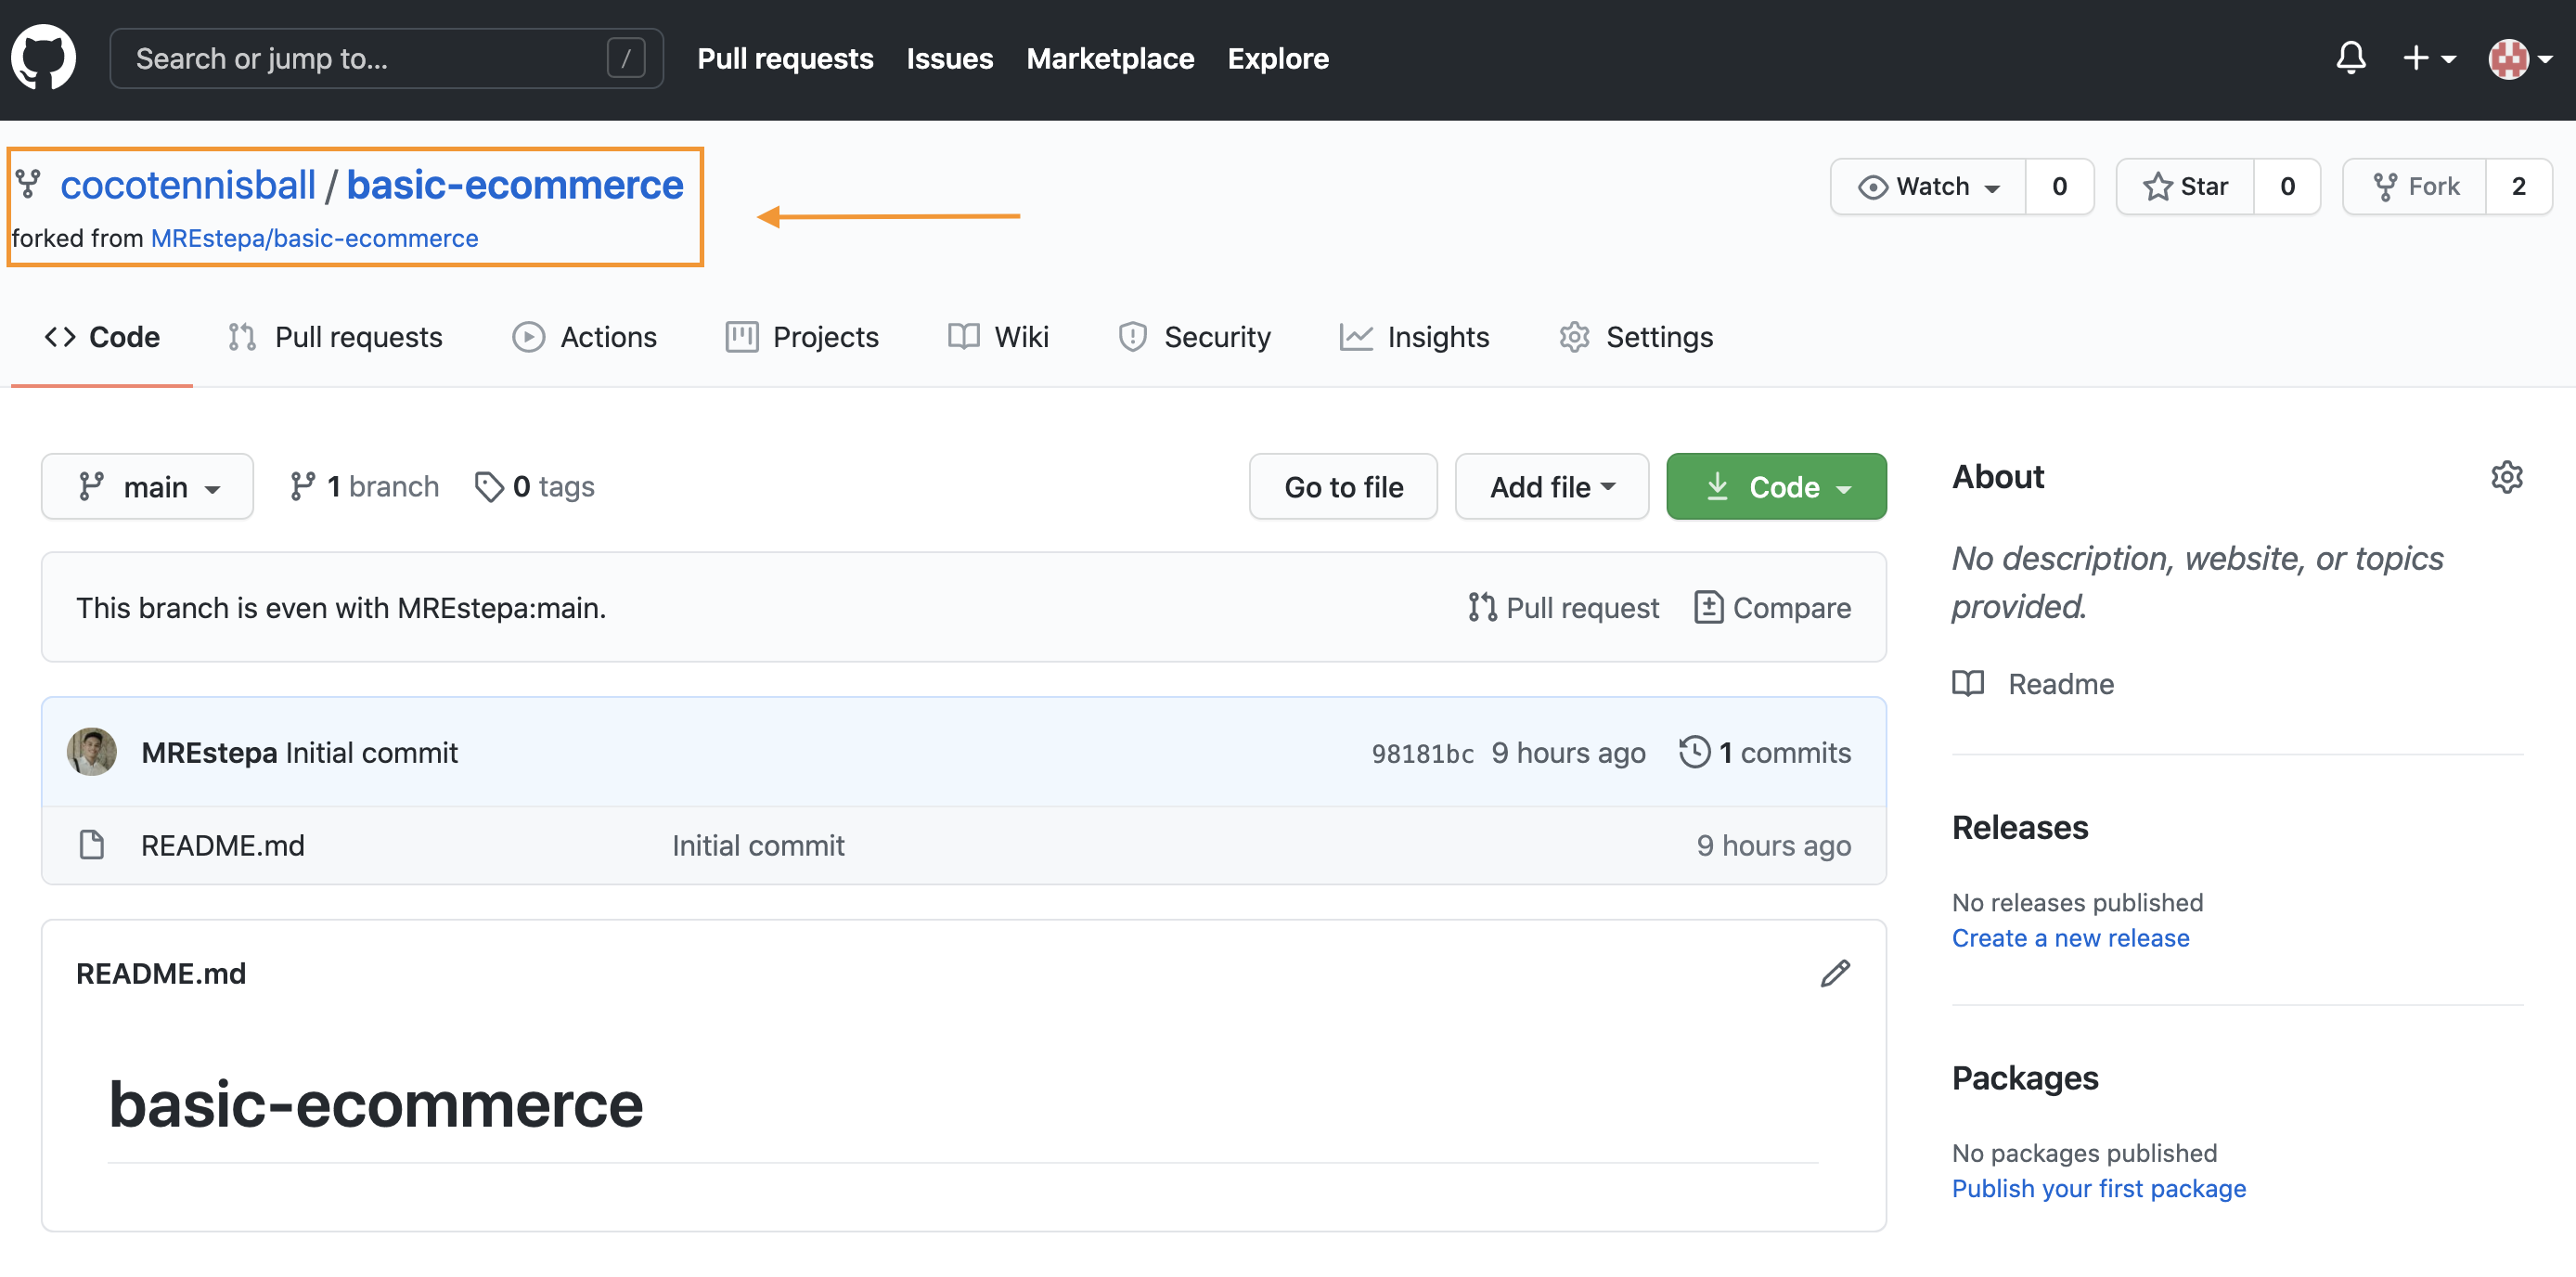 Search or jump to... / Pull requests Issues Marketplace Explore
cocotennisball / basic-ecommerce Watch 0 Star 0 Fork 2
forked from MREstepa/basic-ecommerce
Code Pull requests Actions Projects Wiki Security Insights Settings
main 1 branch 0 tags Go to file Add file Code
This branch is even with MREstepa:main. Pull request Compare
MREstepa Initial commit 98181bc 9 hours ago 1 commits
README.md Initial commit 9 hours ago
README.md
basic-ecommerce
About
No description, website, or topics
provided.
Readme
Releases
No releases published
Create a new release
Packages
No packages published
Publish your first package